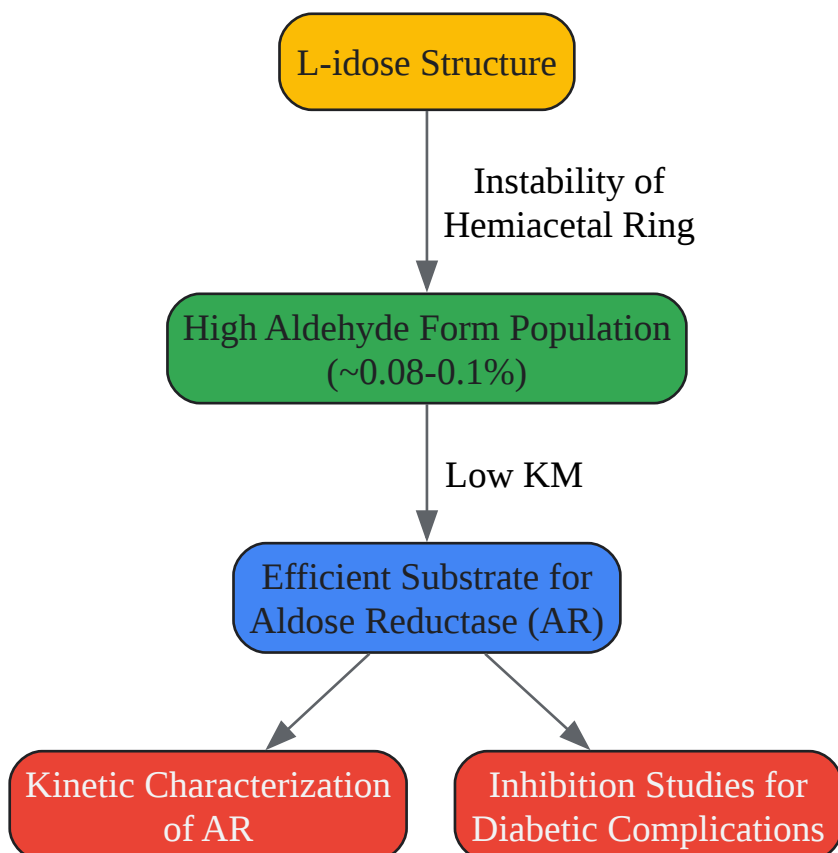 L-idose Structure
Instability of
Hemiacetal Ring
High Aldehyde Form Population
(~0.08-0.1%)
Low KM
Efficient Substrate for
Aldose Reductase (AR)
Kinetic Characterization
of AR
Inhibition Studies for
Diabetic Complications